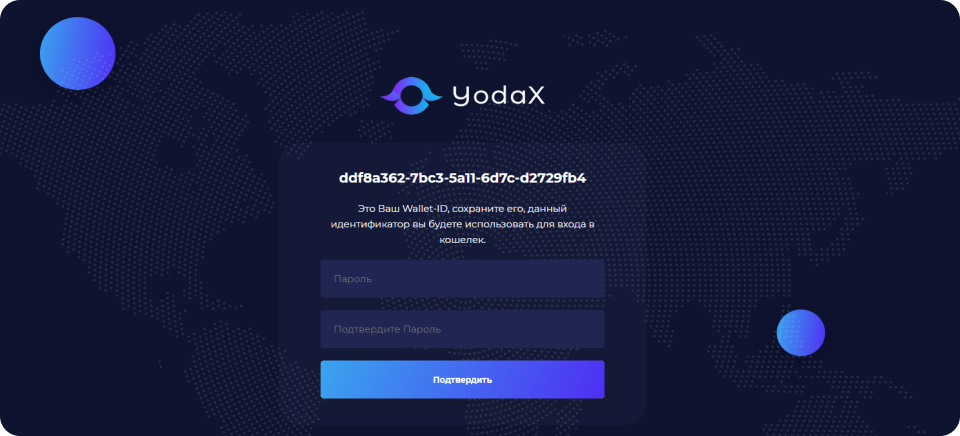 YodaX
ddf8a362-7bc3-5a11-6d7c-d2729fb4
Это Ваш Wallet-ID, сохраните его, данный
идентификатор вы будете использовать для входа в
кошелек.
Пароль
Подтвердите Пароль
Подтвердить